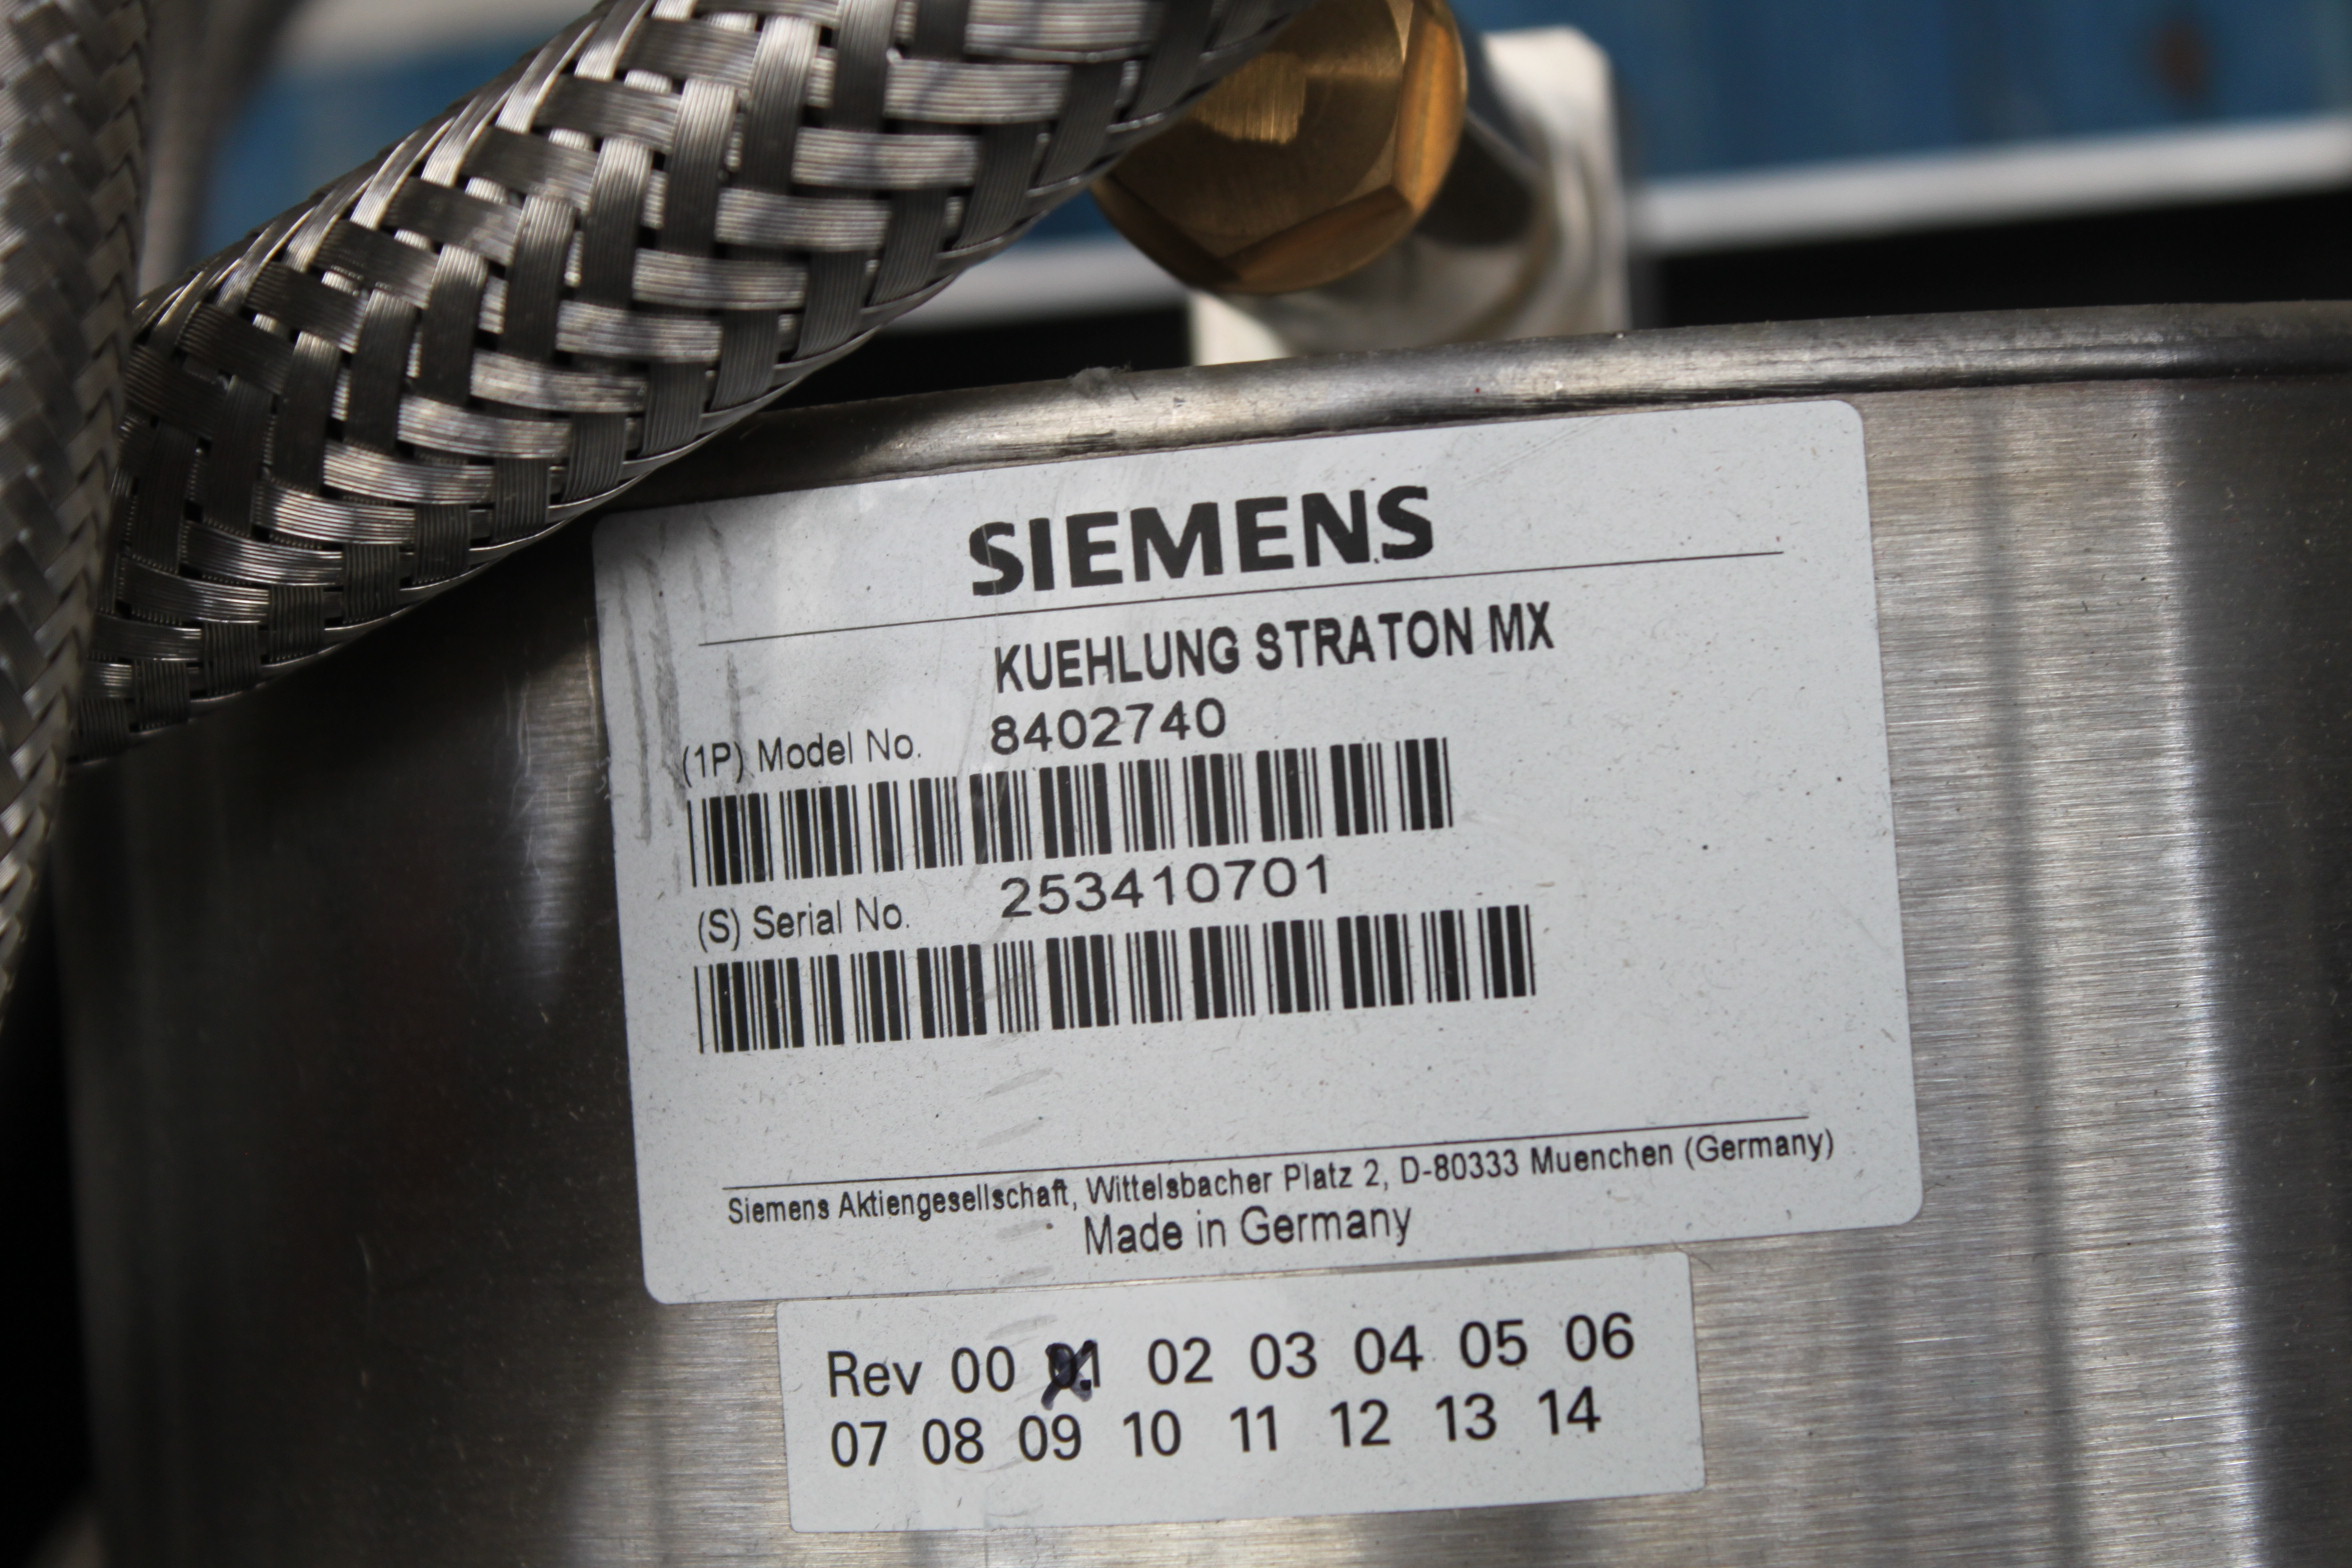 SIEMENS
KUEHLUNG STRATON MX
(1P) Model No. 8402740
(S) Serial No. 253410701
Siemens Aktiengesellschaft, Wittelsbacher Platz 2, D-80333 Muenchen (Germany)
Made in Germany
Rev 00 01 02 03 04 05 06
07 08 09 10 11 12 13 14